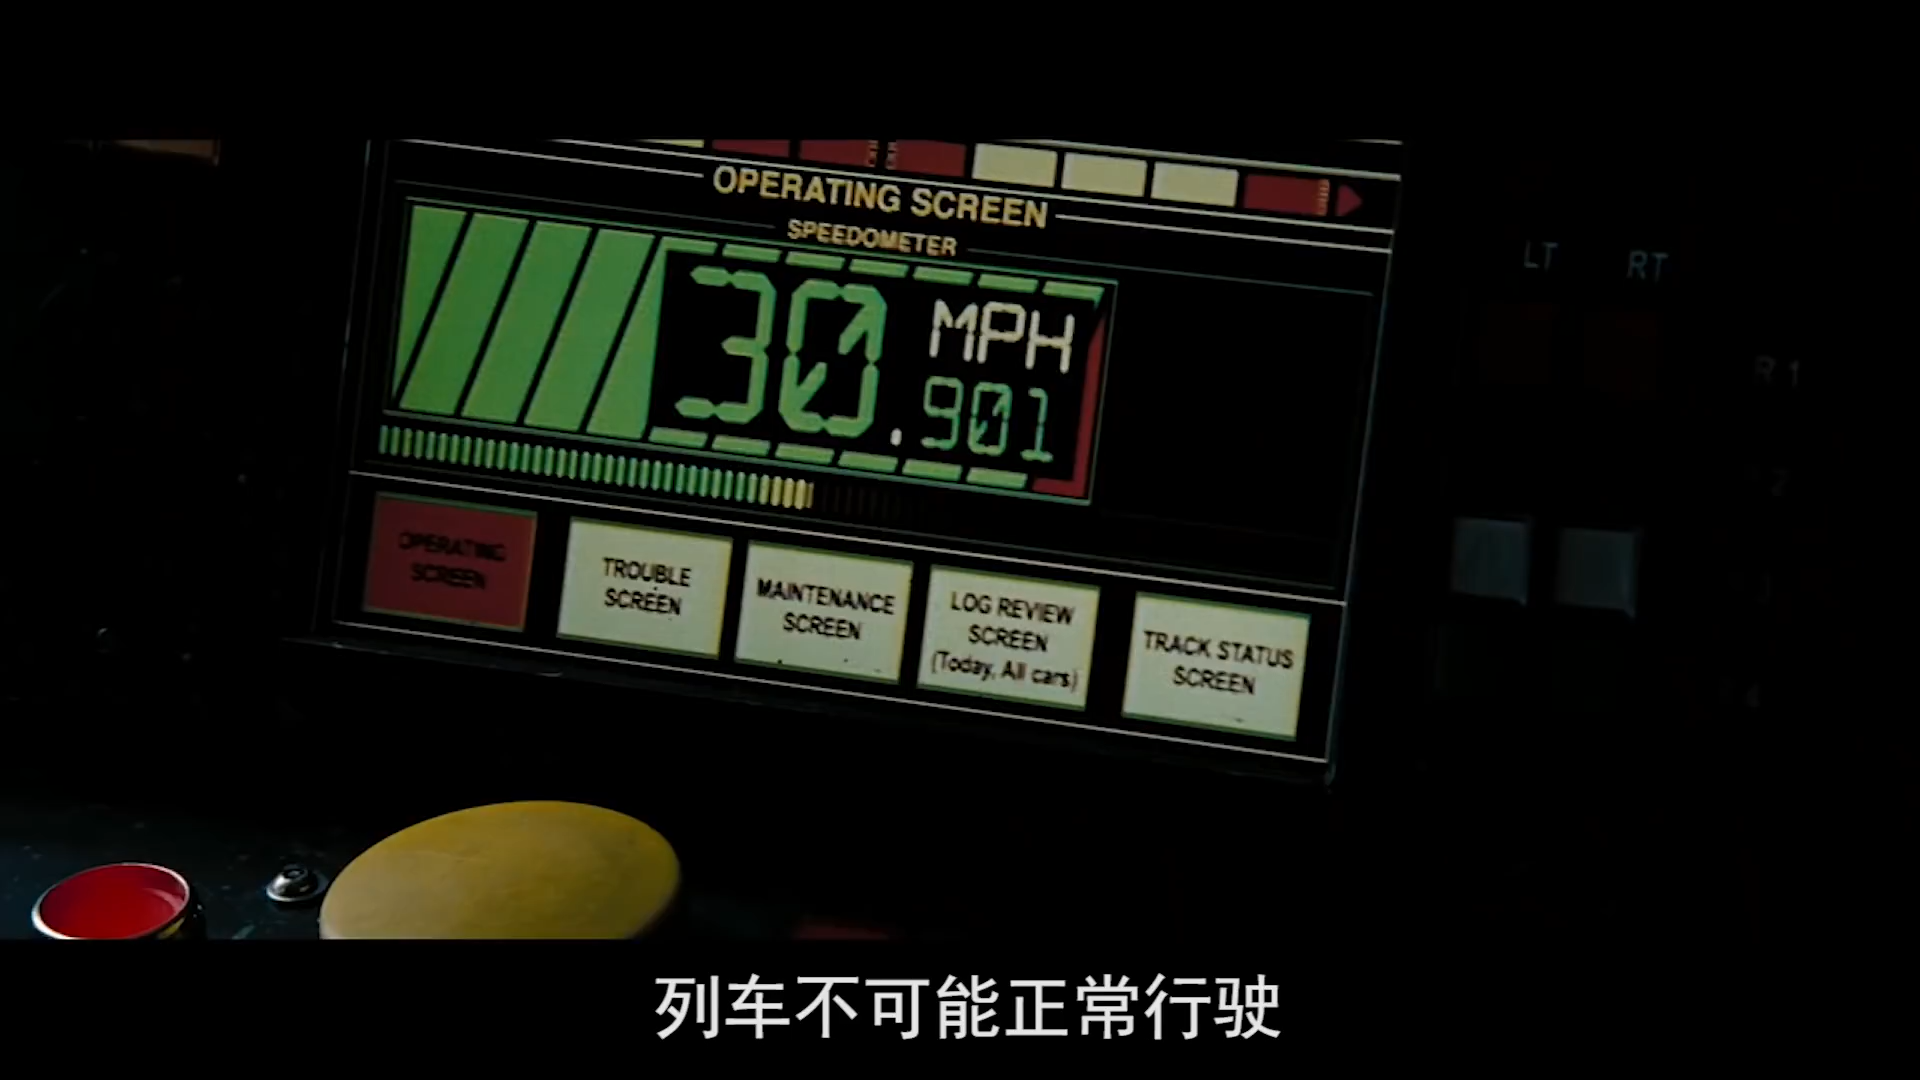 OPERATING SCREEN
SPEEDOMETER
30.901 MPH
LT RT
R1
OPERATING
SCREEN
TROUBLE
SCREEN
MAINTENANCE
SCREEN
LOG REVIEW
SCREEN
(Today, All cars)
TRACK STATUS
SCREEN
列车不可能正常行驶